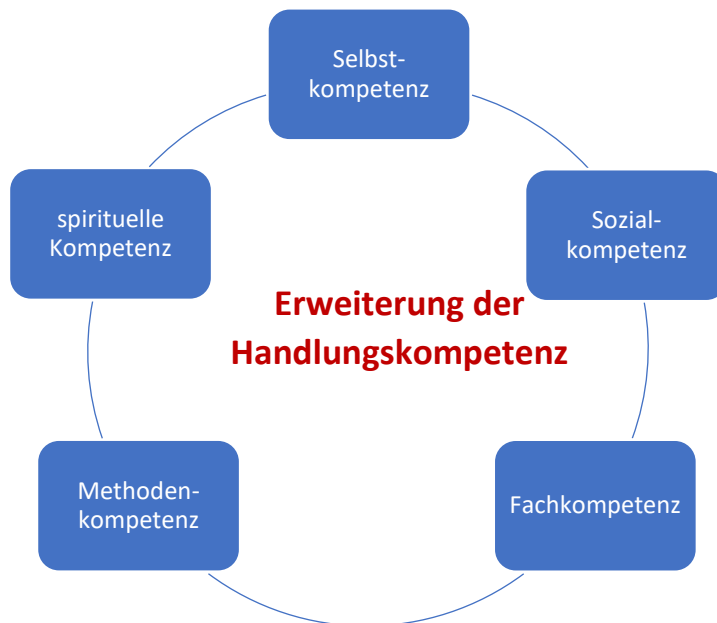 Selbst-
kompetenz
spirituelle
Kompetenz
Sozial-
kompetenz
Erweiterung der
Handlungskompetenz
Methoden-
kompetenz
Fachkompetenz